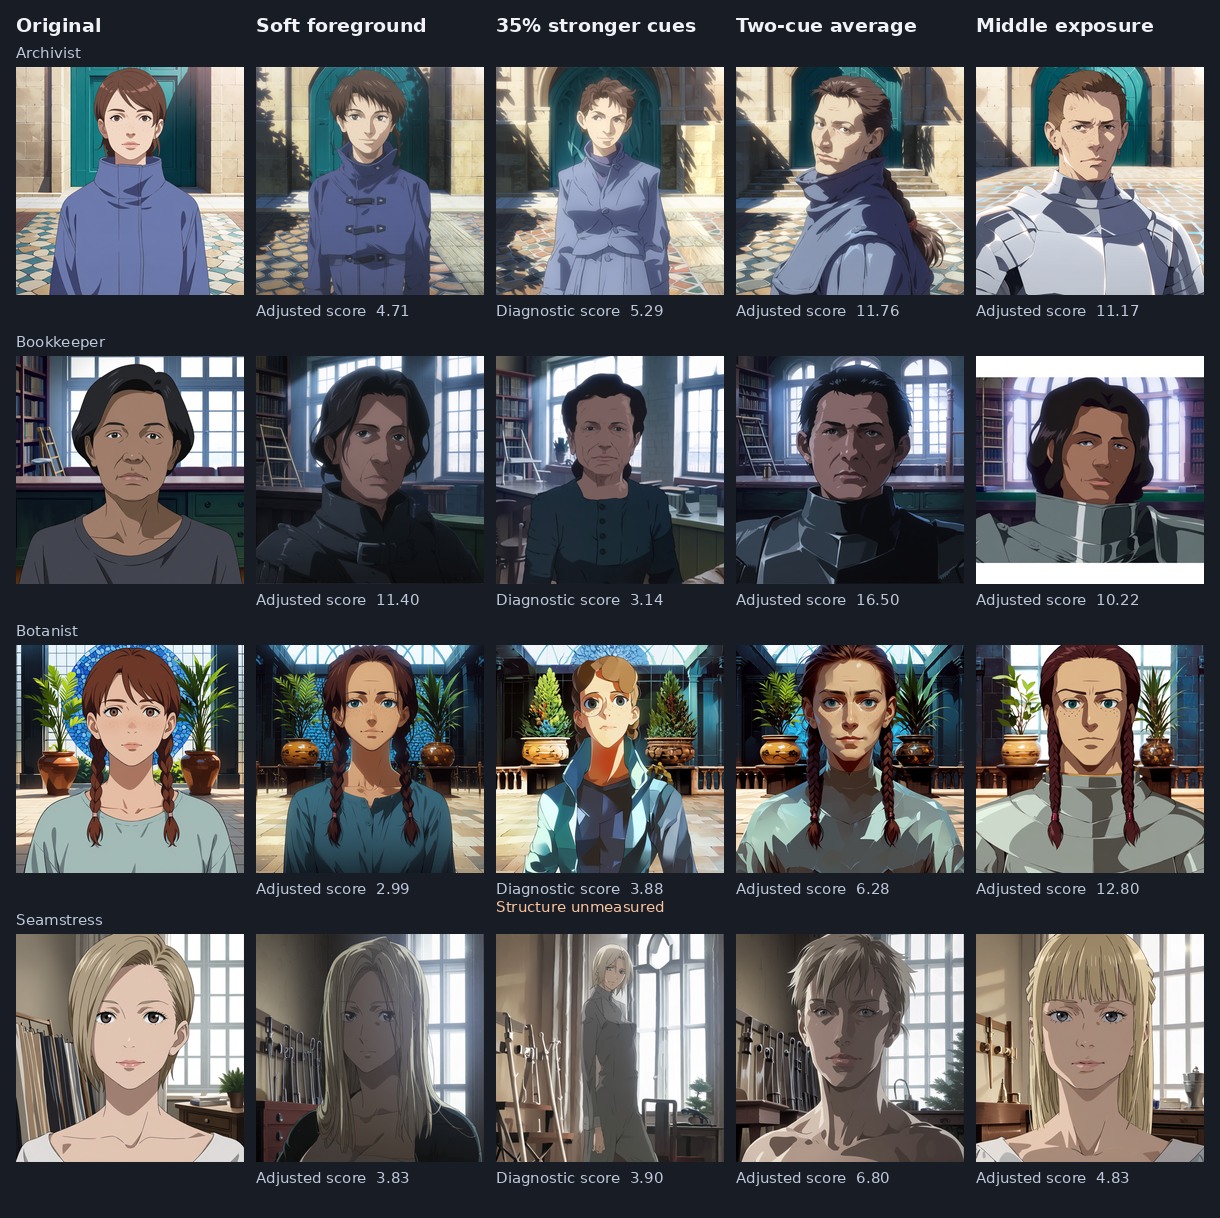 Original Soft foreground 35% stronger cues Two-cue average Middle exposure
Archivist
Adjusted score 4.71 Diagnostic score 5.29 Adjusted score 11.76 Adjusted score 11.17
Bookkeeper
Adjusted score 11.40 Diagnostic score 3.14 Adjusted score 16.50 Adjusted score 10.22
Botanist
Adjusted score 2.99 Diagnostic score 3.88 Adjusted score 6.28 Adjusted score 12.80
Structure unmeasured
Seamstress
Adjusted score 3.83 Diagnostic score 3.90 Adjusted score 6.80 Adjusted score 4.83